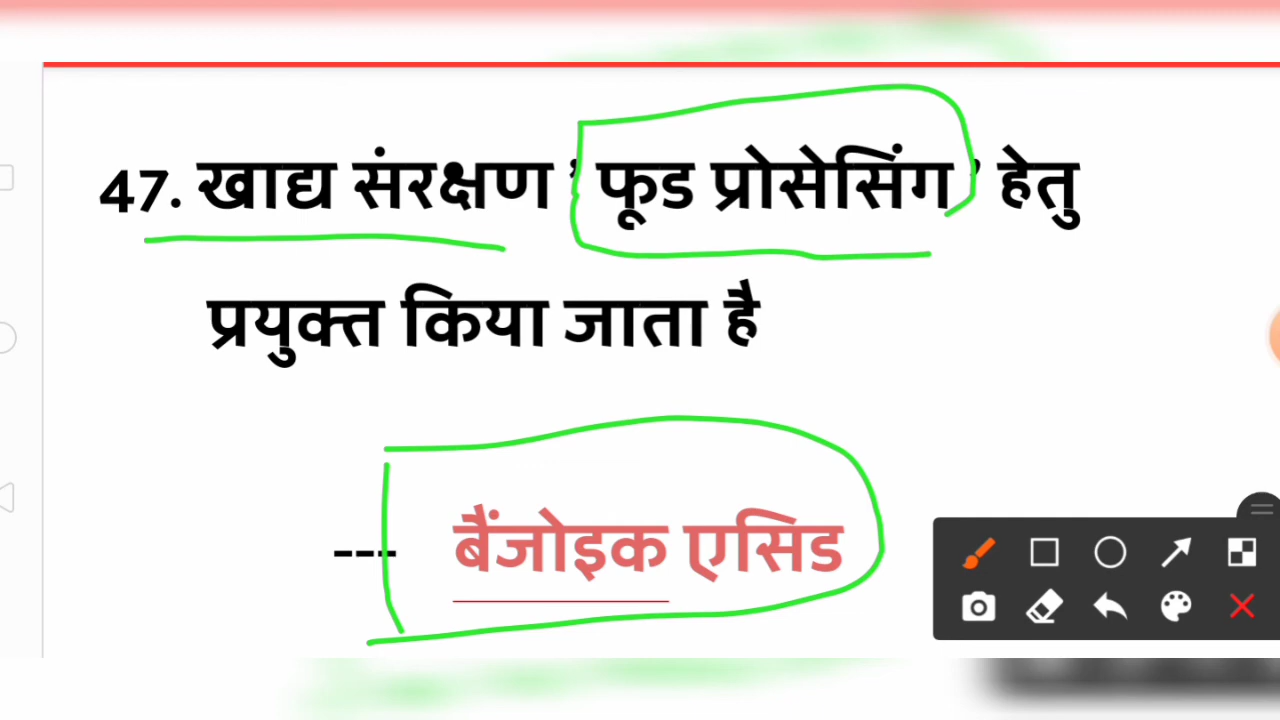 47. खाद्य संरक्षण ' फूड प्रोसेसिंग ' हेतु
प्रयुक्त किया जाता है
--- बैंजोइक एसिड